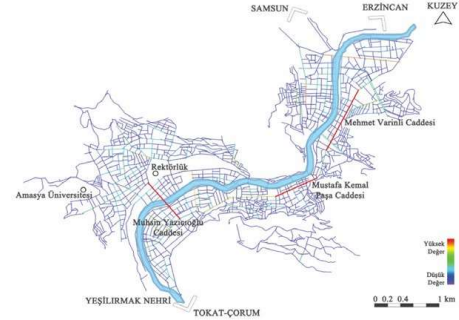 SAMSUN
ERZİNCAN
KUZEY
Mehmet Varinli Caddesi
Rektörlük
Amasya Üniversitesi
Mustafa Kemal
Paşa Caddesi
Muhsin Yazıcıoğlu
Caddesi
Yüksek
Değer
Düşük
Değer
YEŞİLIRMAK NEHRİ
TOKAT-ÇORUM
0 0.2 0.4 1 km